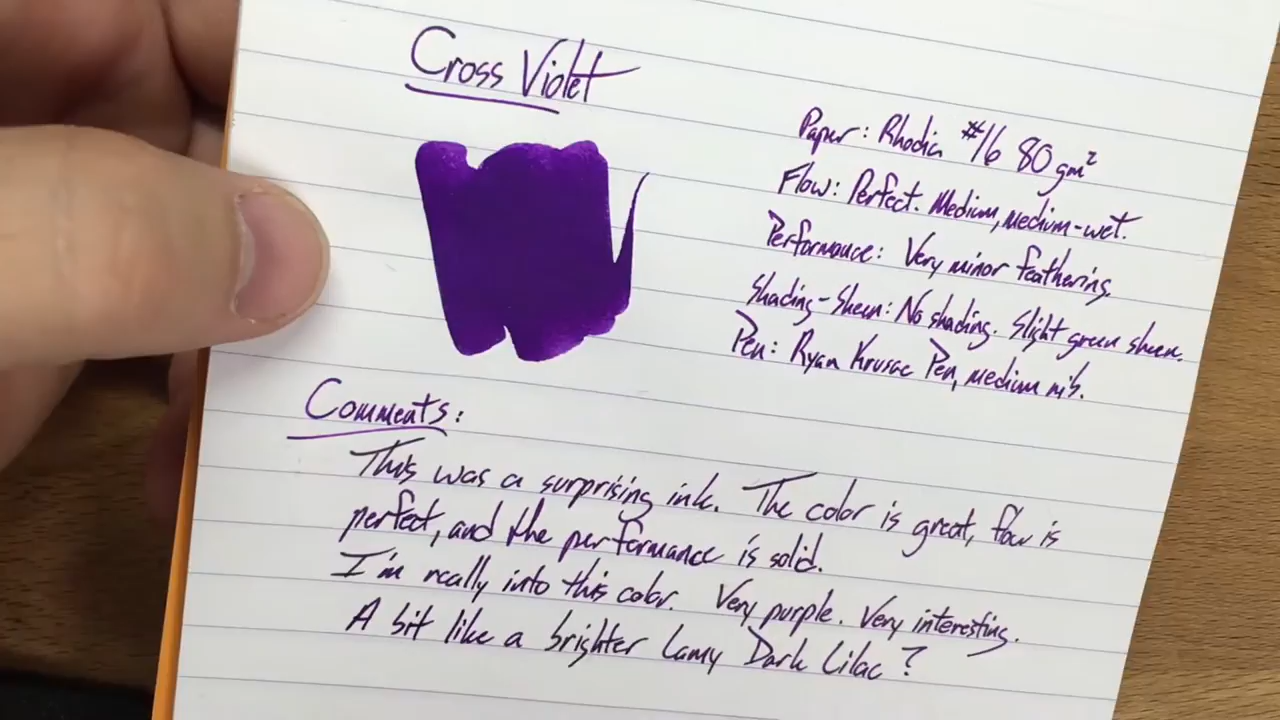 Cross Violet
Paper: Rhodia #16 80 gm²
Flow: Perfect. Medium, medium-wet.
Performance: Very minor feathering.
Shading-Sheen: No shading. Slight green sheen.
Pen: Ryan Krusac Pen, medium nib.
Comments:
This was a surprising ink. The color is great, flow is
perfect, and the performance is solid.
I'm really into this color. Very purple. Very interesting.
A bit like a brighter Lamy Dark Lilac?